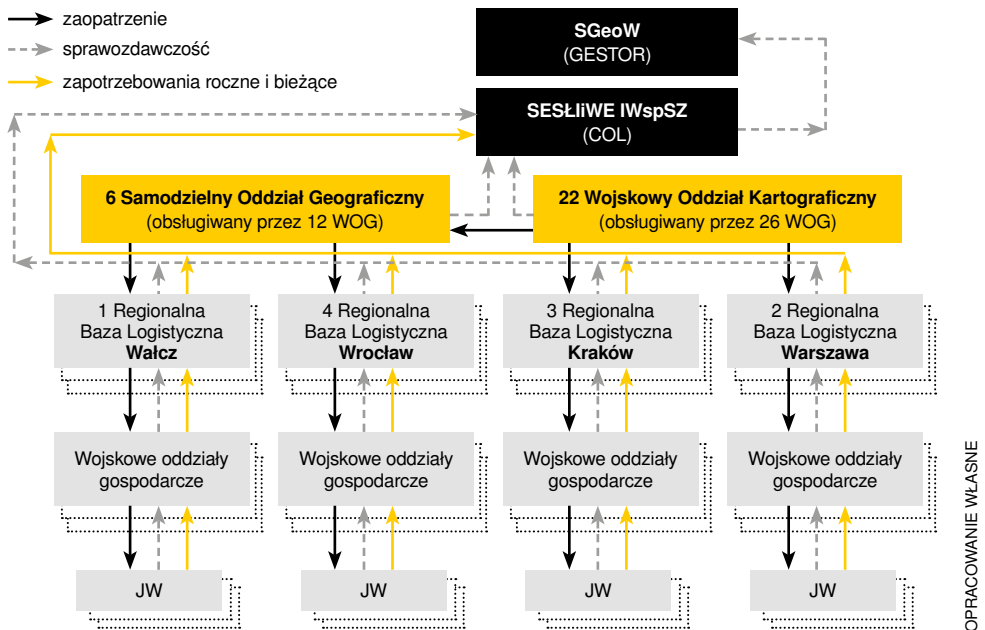 zaopatrzenie
sprawozdawczość
zapotrzebowania roczne i bieżące
SGeoW
(GESTOR)
SESŁIiWE IWspSZ
(COL)
6 Samodzielny Oddział Geograficzny
(obsługiwany przez 12 WOG)
22 Wojskowy Oddział Kartograficzny
(obsługiwany przez 26 WOG)
1 Regionalna
Baza Logistyczna
Wałcz
4 Regionalna
Baza Logistyczna
Wrocław
3 Regionalna
Baza Logistyczna
Kraków
2 Regionalna
Baza Logistyczna
Warszawa
Wojskowe oddziały
gospodarcze
Wojskowe oddziały
gospodarcze
Wojskowe oddziały
gospodarcze
Wojskowe oddziały
gospodarcze
JW
JW
JW
JW
OPRACOWANIE WŁASNE